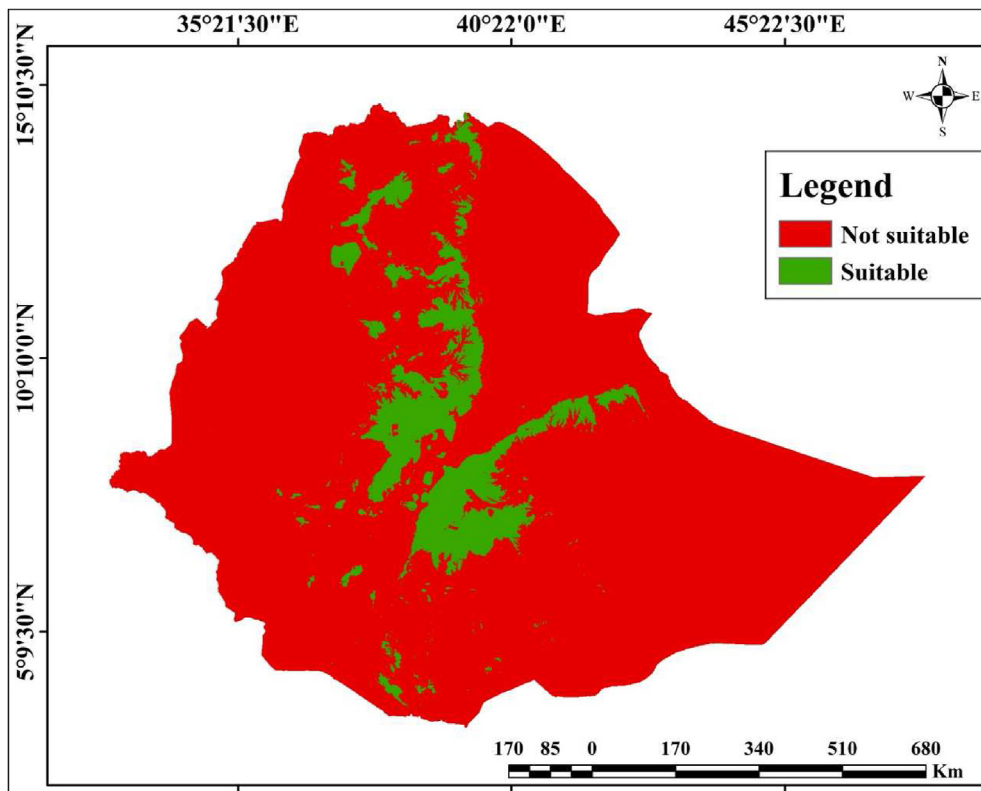 35°21'30"E 40°22'0"E 45°22'30"E
15°10'30"N
10°10'0"N
5°9'30"N
N
W E
S
Legend
Not suitable
Suitable
170 85 0 170 340 510 680
Km